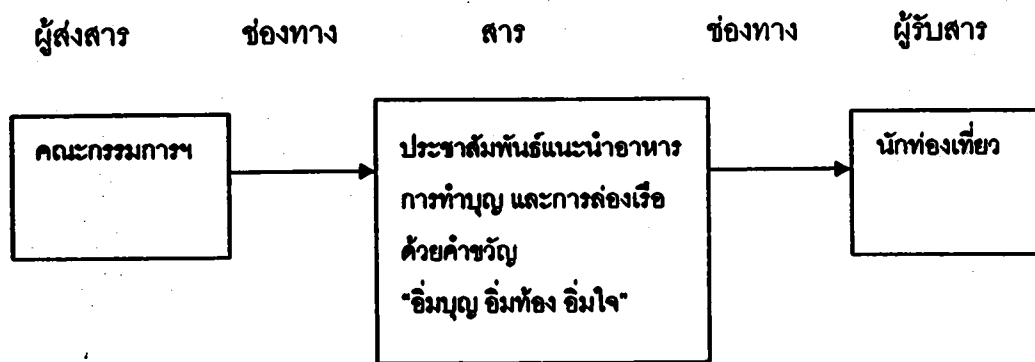 ผู้ส่งสาร ช่องทาง สาร ช่องทาง ผู้รับสาร
คณะกรรมการฯ
ประชาสัมพันธ์แนะนำอาหาร
การทำบุญ และการล่องเรือ
ด้วยคำขวัญ
"อิ่มบุญ อิ่มท้อง อิ่มใจ"
นักท่องเที่ยว